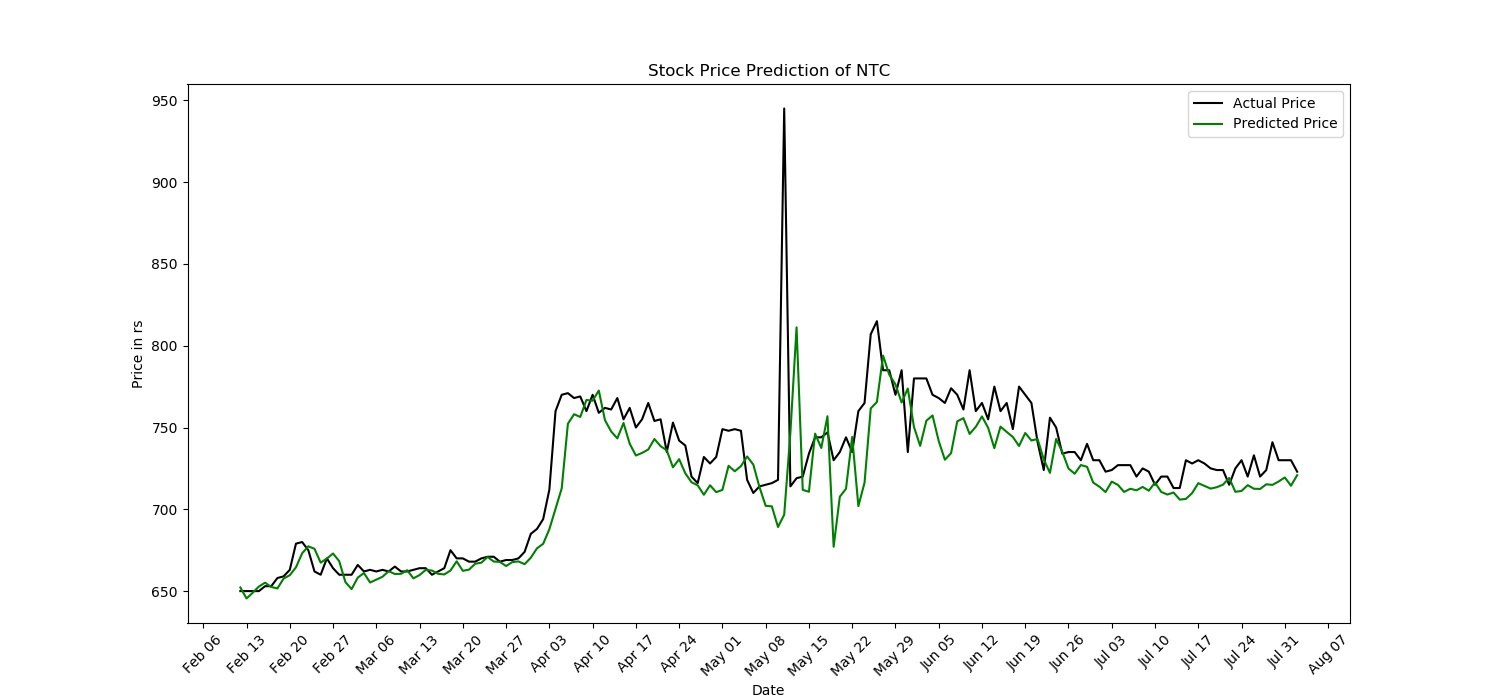 Stock Price Prediction of NTC
Actual Price
Predicted Price
950
900
850
800
750
700
650
Price in rs
Feb 06
Feb 13
Feb 20
Feb 27
Mar 06
Mar 13
Mar 20
Mar 27
Apr 03
Apr 10
Apr 17
Apr 24
May 01
May 08
May 15
May 22
May 29
Jun 05
Jun 12
Jun 19
Jun 26
Jul 03
Jul 10
Jul 17
Jul 24
Jul 31
Aug 07
Date